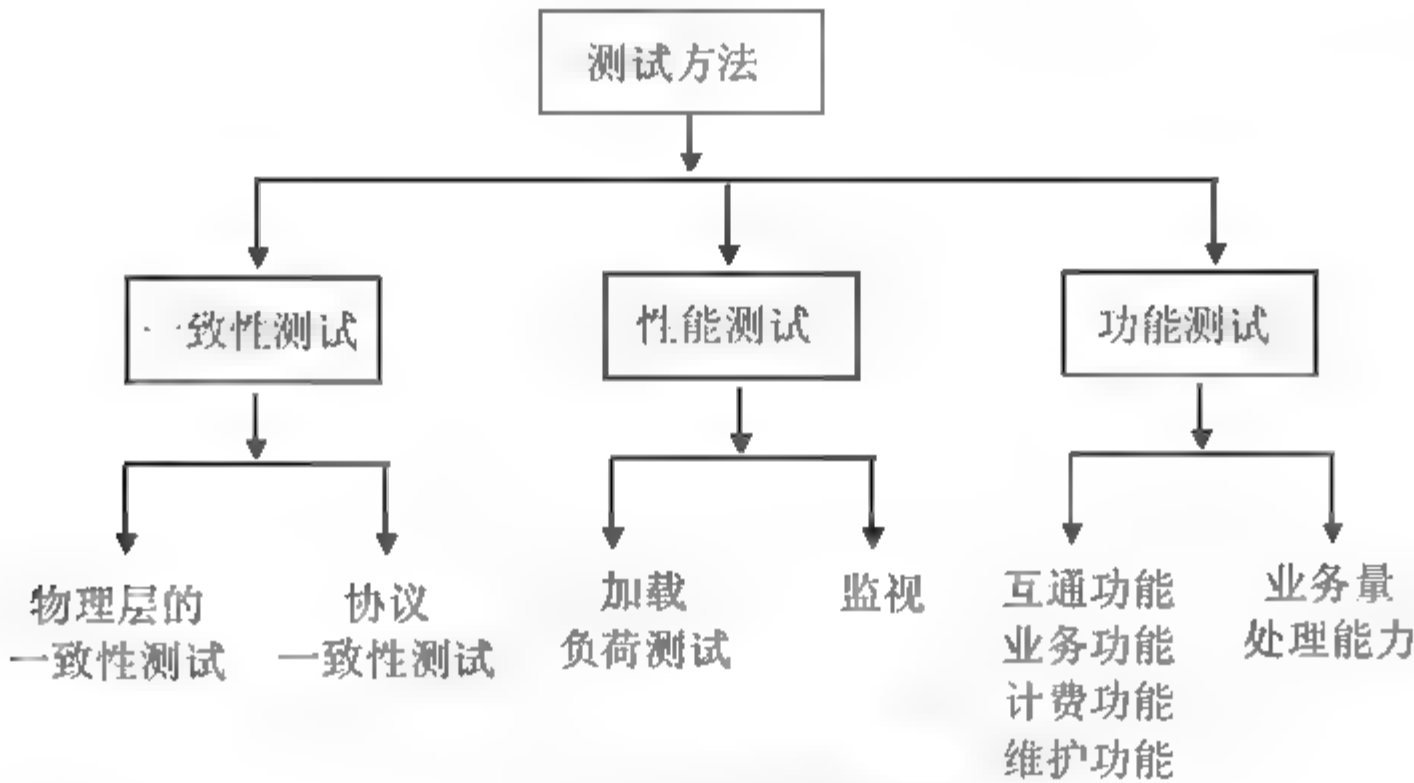 测试方法
一致性测试
性能测试
功能测试
物理层的
一致性测试
协议
一致性测试
加载
负荷测试
监视
互通功能
业务功能
计费功能
维护功能
业务量
处理能力